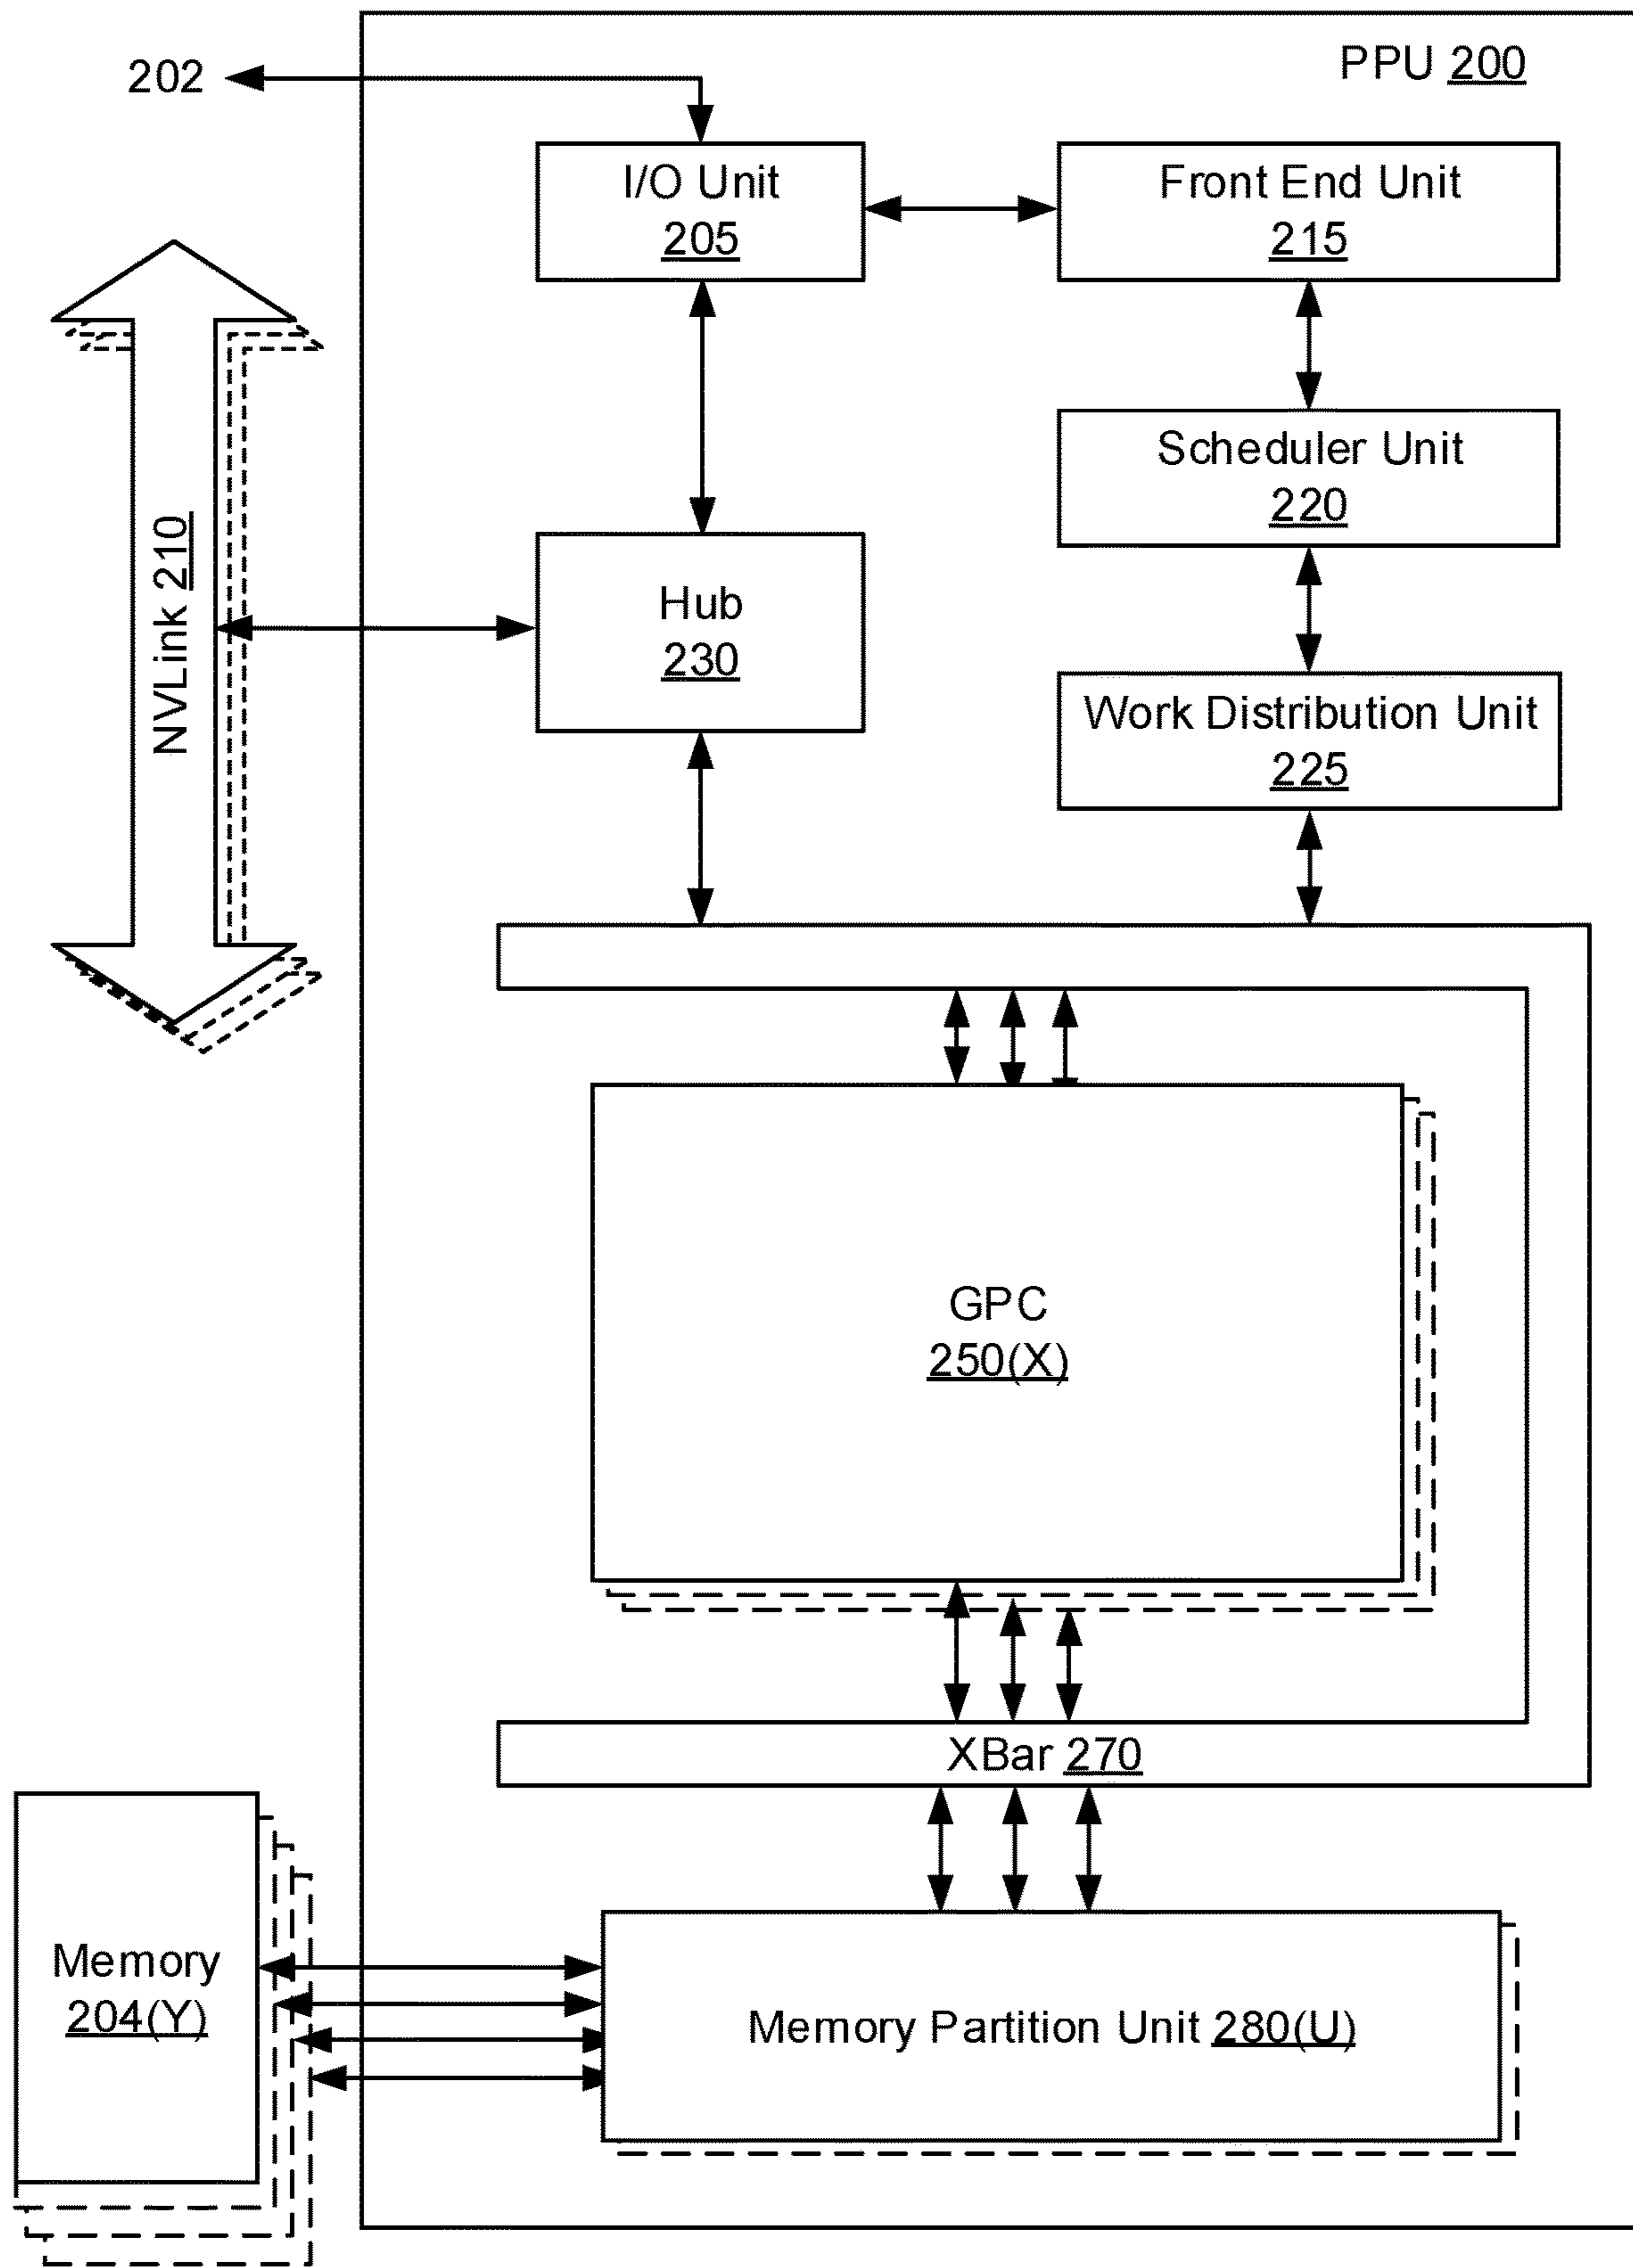 PPU 200
202
I/O Unit
205
Front End Unit
215
Scheduler Unit
220
NVLink 210
Hub
230
Work Distribution Unit
225
GPC
250(X)
XBar 270
Memory
204(Y)
Memory Partition Unit 280(U)